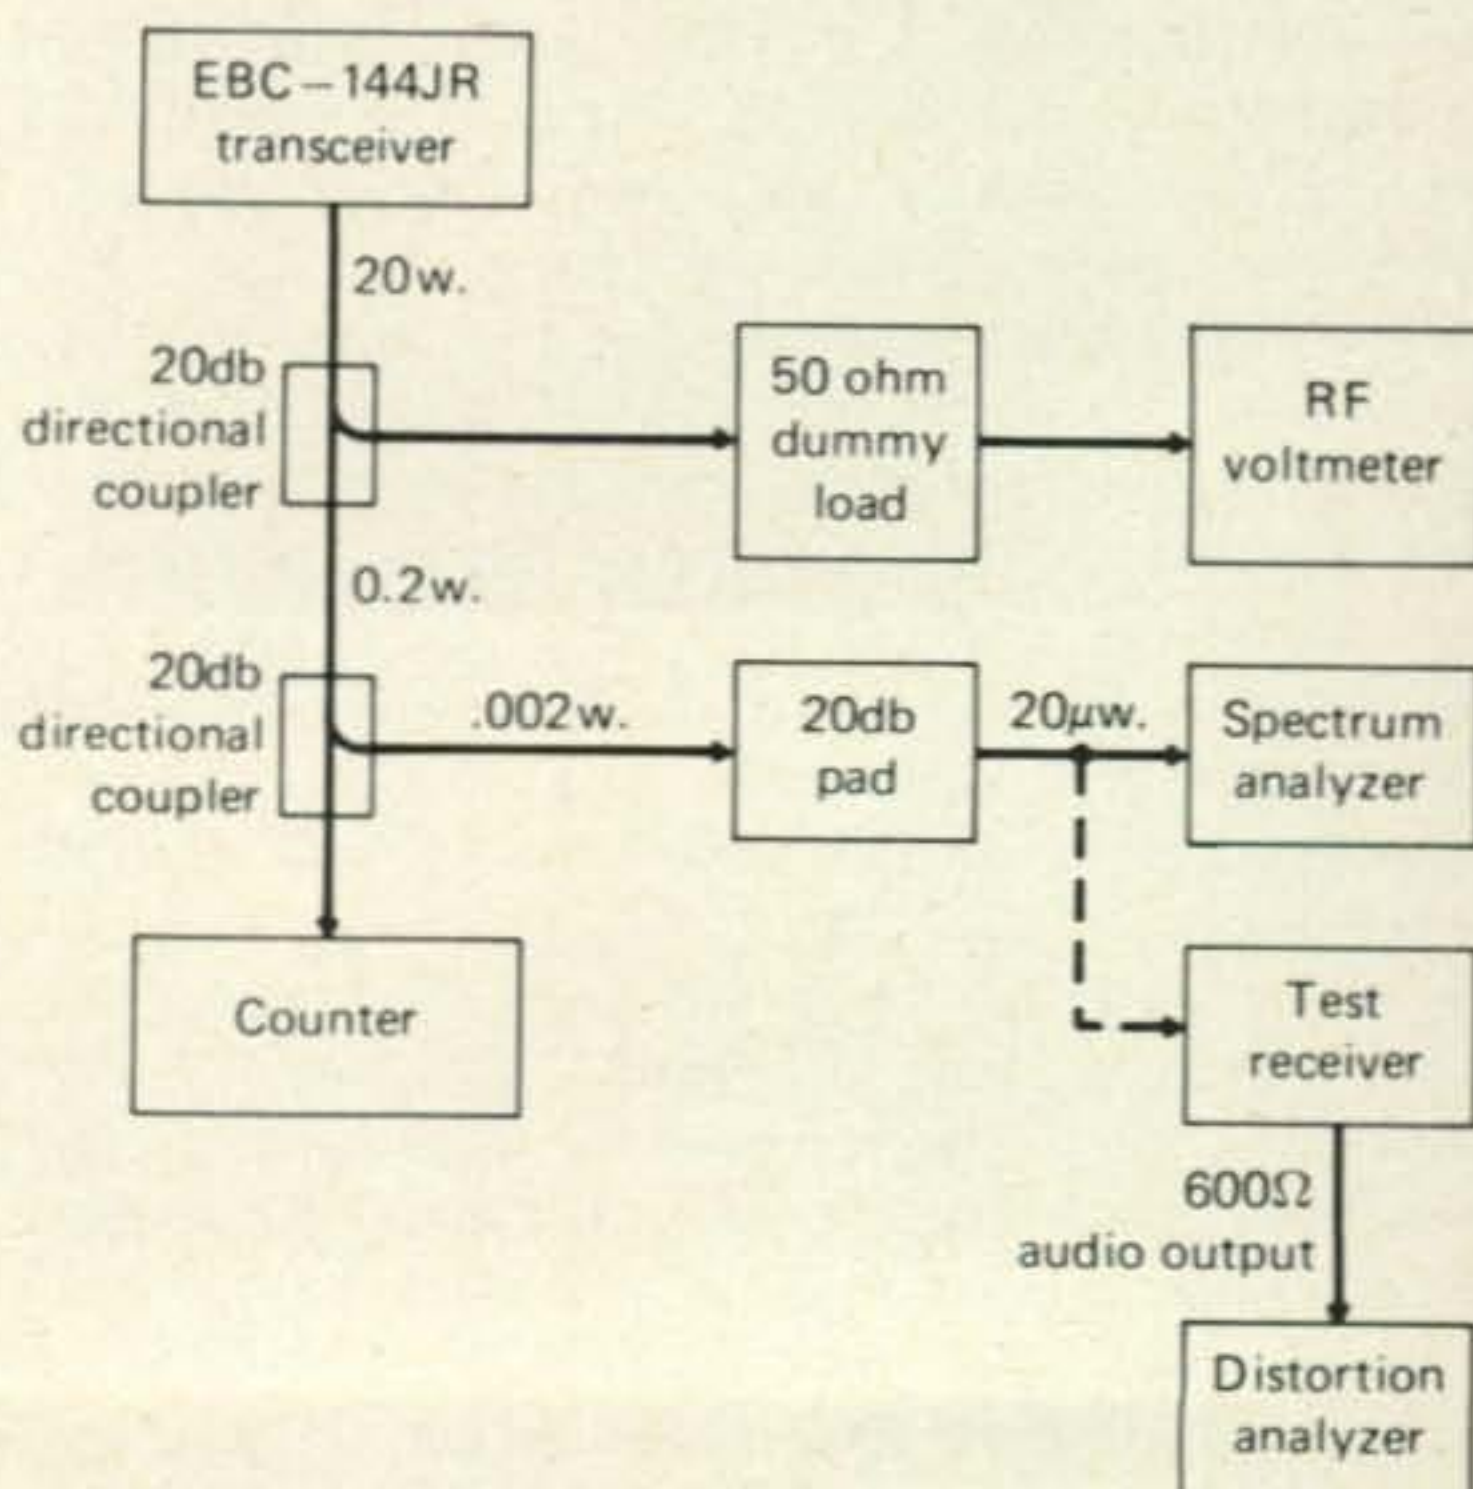 EBC-144JR
transceiver
20w.
20db
directional
coupler
50 ohm
dummy
load
RF
voltmeter
0.2w.
20db
directional
coupler
.002w.
20db
pad
20μw.
Spectrum
analyzer
Counter
Test
receiver
600Ω
audio output
Distortion
analyzer